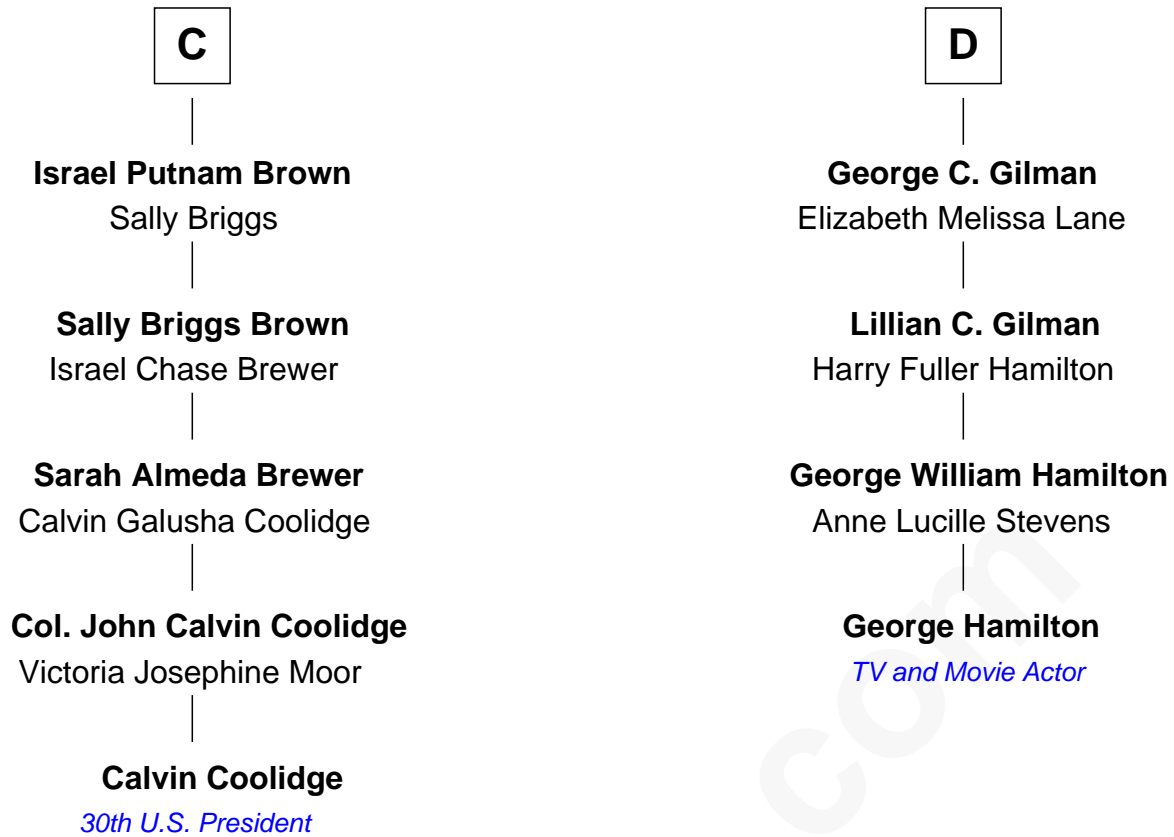 C
Israel Putnam Brown
Sally Briggs
Sally Briggs Brown
Israel Chase Brewer
Sarah Almeda Brewer
Calvin Galusha Coolidge
Col. John Calvin Coolidge
Victoria Josephine Moor
Calvin Coolidge
30th U.S. President
D
George C. Gilman
Elizabeth Melissa Lane
Lillian C. Gilman
Harry Fuller Hamilton
George William Hamilton
Anne Lucille Stevens
George Hamilton
TV and Movie Actor
com